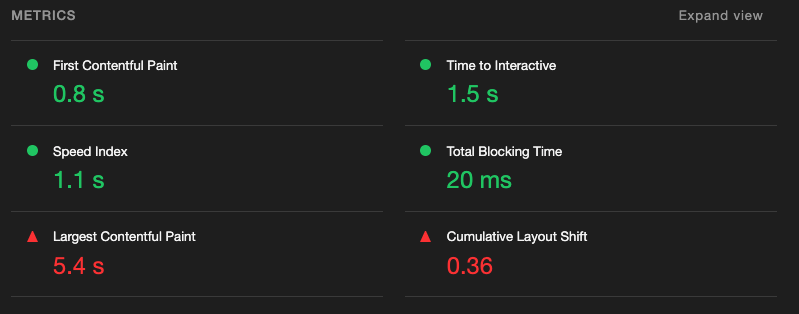 METRICS
Expand view
First Contentful Paint
0.8 s
Time to Interactive
1.5 s
Speed Index
1.1 s
Total Blocking Time
20 ms
Largest Contentful Paint
5.4 s
Cumulative Layout Shift
0.36